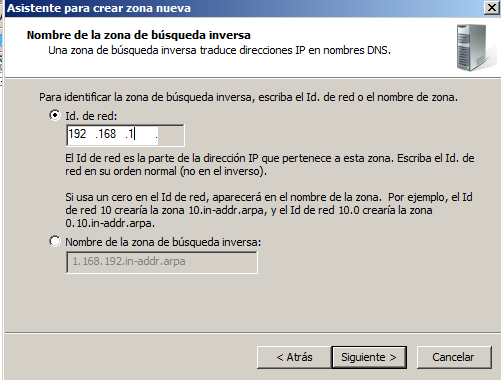 Asistente para crear zona nueva
Nombre de la zona de búsqueda inversa
Una zona de búsqueda inversa traduce direcciones IP en nombres DNS.
Para identificar la zona de búsqueda inversa, escriba el Id. de red o el nombre de zona.
Id. de red:
192 .168 .1 .
El Id de red es la parte de la dirección IP que pertenece a esta zona. Escriba el Id. de
red en su orden normal (no en el inverso).
Si usa un cero en el Id de red, aparecerá en el nombre de la zona. Por ejemplo, el Id
de red 10 crearía la zona 10.in-addr.arpa, y el Id de red 10.0 crearía la zona
0.10.in-addr.arpa.
Nombre de la zona de búsqueda inversa:
1.168.192.in-addr.arpa
< Atrás Siguiente > Cancelar